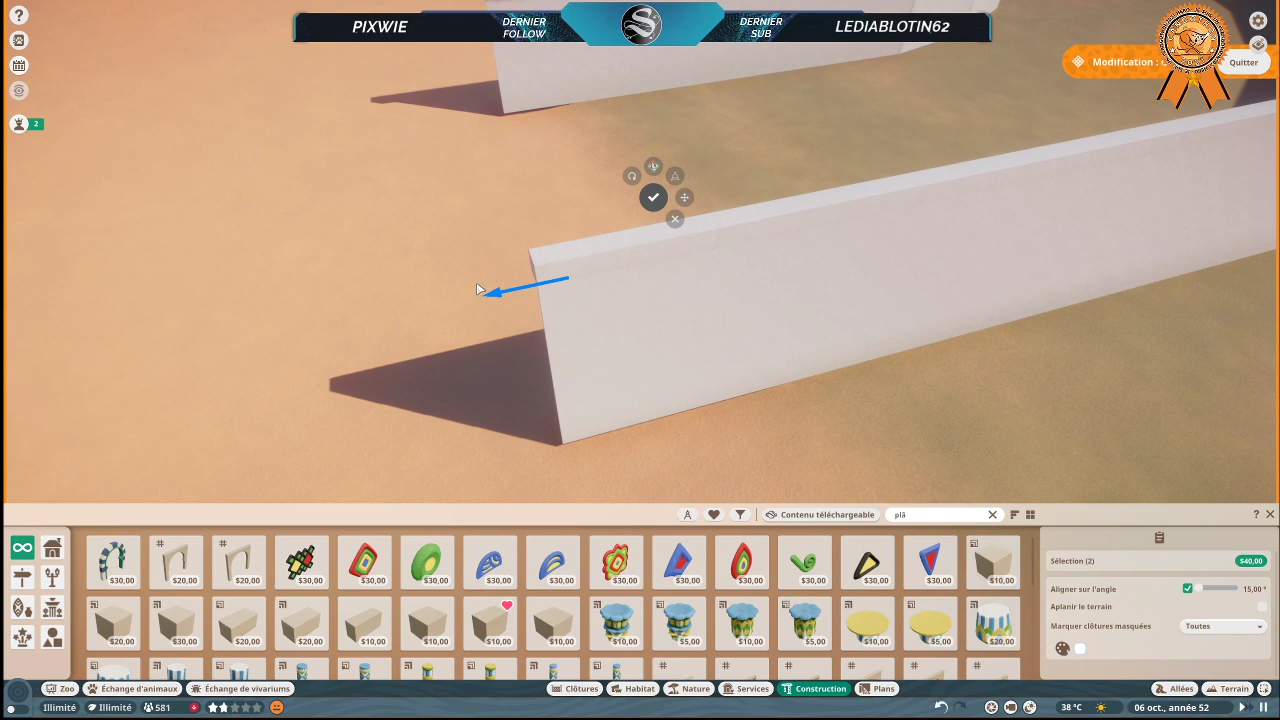 PIXWIE
DERNIER
FOLLOW
DERNIER
SUB
LEDIABLOTIN62
Modification :
Quitter
2
Contenu téléchargeable
plâ
$30,00 $20,00 $20,00 $30,00 $30,00 $30,00 $30,00 $30,00 $30,00 $30,00 $30,00 $30,00 $30,00 $30,00 $10,00
$20,00 $30,00 $20,00 $20,00 $10,00 $10,00 $10,00 $10,00 $10,00 $5,00 $10,00 $5,00 $10,00 $5,00 $20,00
Sélection (2) $40,00
Aligner sur l'angle 15,00 °
Aplanir le terrain
Marquer clôtures masquées Toutes
Zoo Échange d'animaux Échange de vivariums Clôtures Habitat Nature Services Construction Plans Allées Terrain
Illimité Illimité 581 38 °C 06 oct., année 52